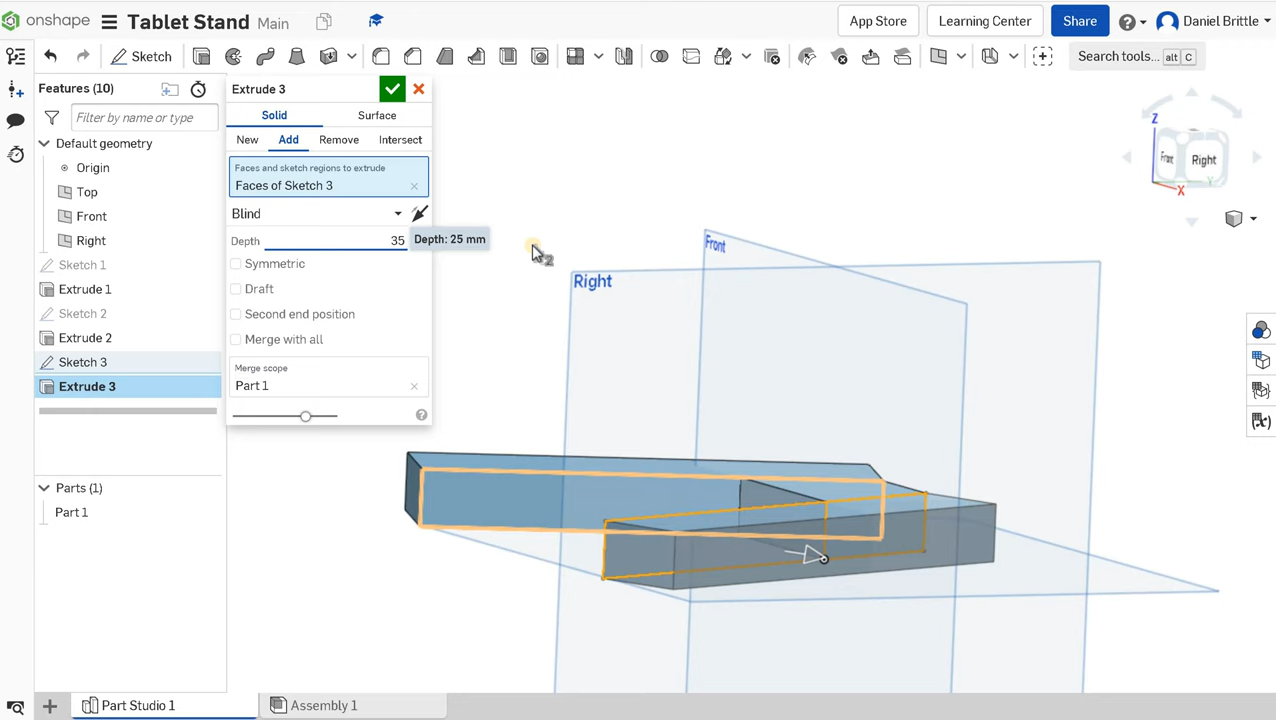 onshape
Tablet Stand Main
App Store
Learning Center
Share
Daniel Brittle
Sketch
Search tools... alt C
Features (10)
Filter by name or type
Default geometry
Origin
Top
Front
Right
Sketch 1
Extrude 1
Sketch 2
Extrude 2
Sketch 3
Extrude 3
Parts (1)
Part 1
Extrude 3
Solid
Surface
New
Add
Remove
Intersect
Faces and sketch regions to extrude
Faces of Sketch 3
Blind
Depth
35
Depth: 25 mm
Symmetric
Draft
Second end position
Merge with all
Merge scope
Part 1
Front
Right
Z
Front
Right
X
Y
Part Studio 1
Assembly 1